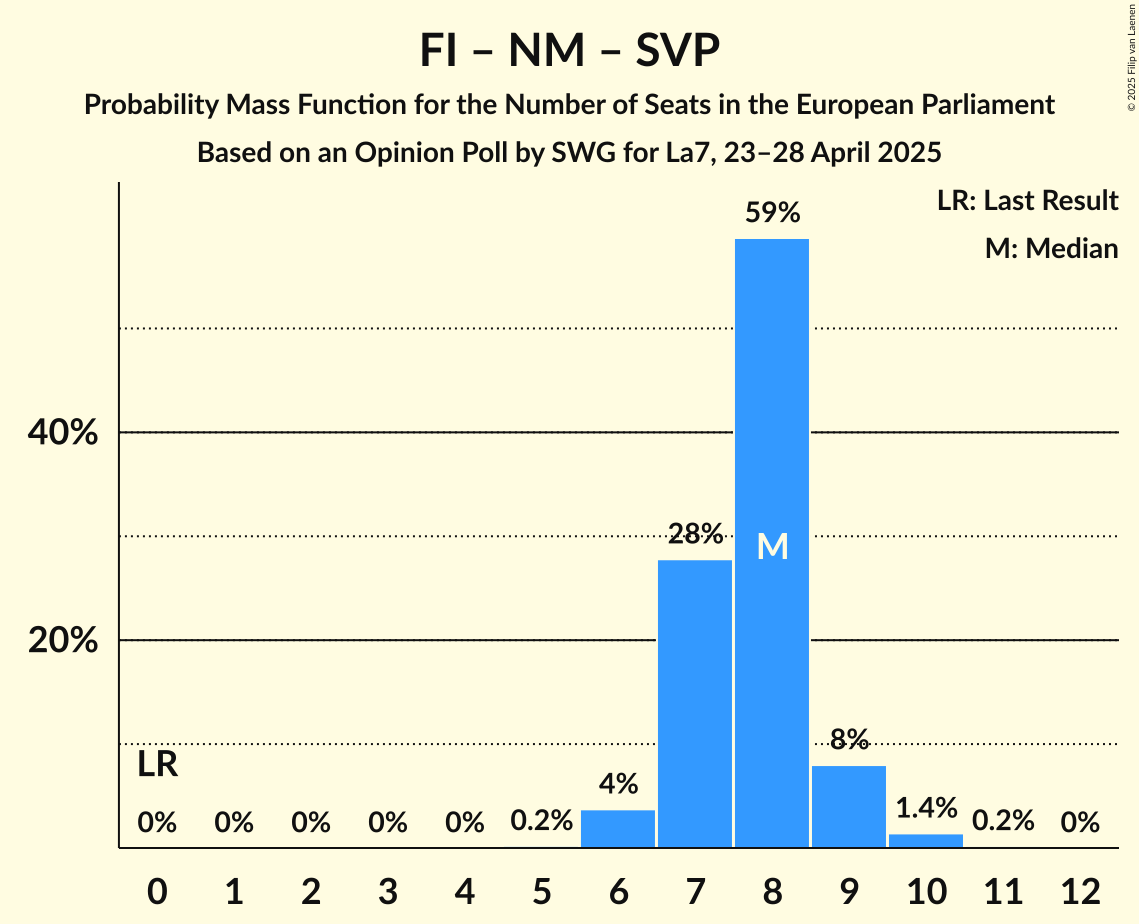 FI – NM – SVP
Probability Mass Function for the Number of Seats in the European Parliament
Based on an Opinion Poll by SWG for La7, 23–28 April 2025
© 2025 Filip van Laenen
LR: Last Result
M: Median
59%
40%
28%
M
20%
LR
8%
4%
1.4%
0% 0% 0% 0% 0% 0.2% 0.2% 0%
0 1 2 3 4 5 6 7 8 9 10 11 12